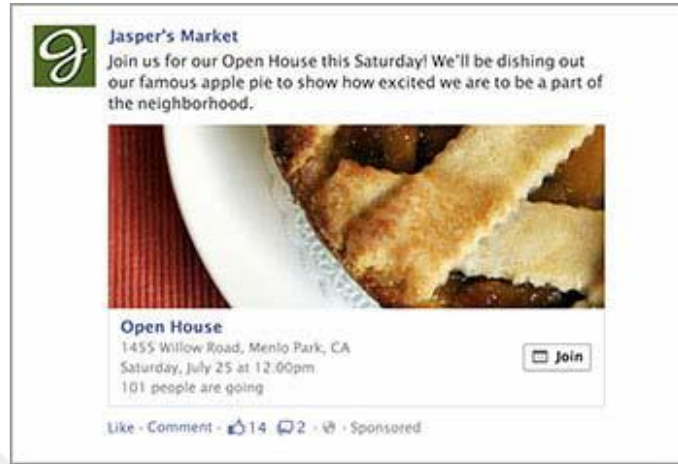 Jasper's Market
Join us for our Open House this Saturday! We'll be dishing out
our famous apple pie to show how excited we are to be a part of
the neighborhood.
Open House
1455 Willow Road, Menlo Park, CA
Saturday, July 25 at 12:00pm
101 people are going
Join
Like · Comment · 14 2 · · Sponsored